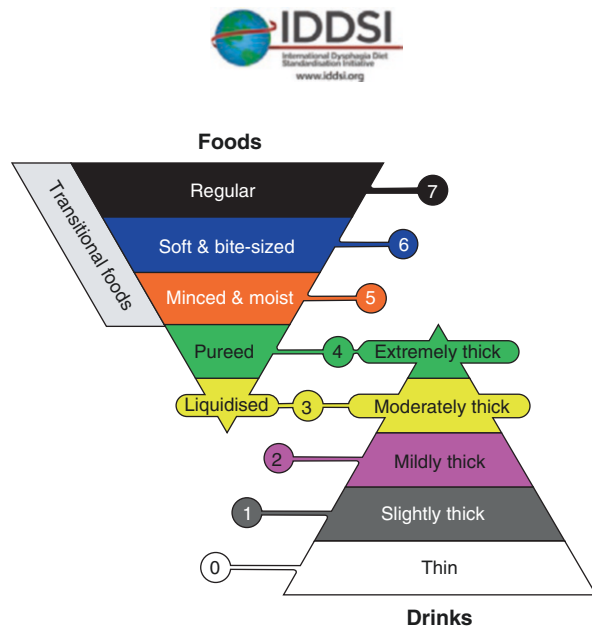 IDDSI
International Dysphagia Diet
Standardisation Initiative
www.iddsi.org
Foods
Transitional foods
Regular
7
Soft & bite-sized
6
Minced & moist
5
Pureed
4
Extremely thick
Liquidised
3
Moderately thick
2
Mildly thick
1
Slightly thick
0
Thin
Drinks